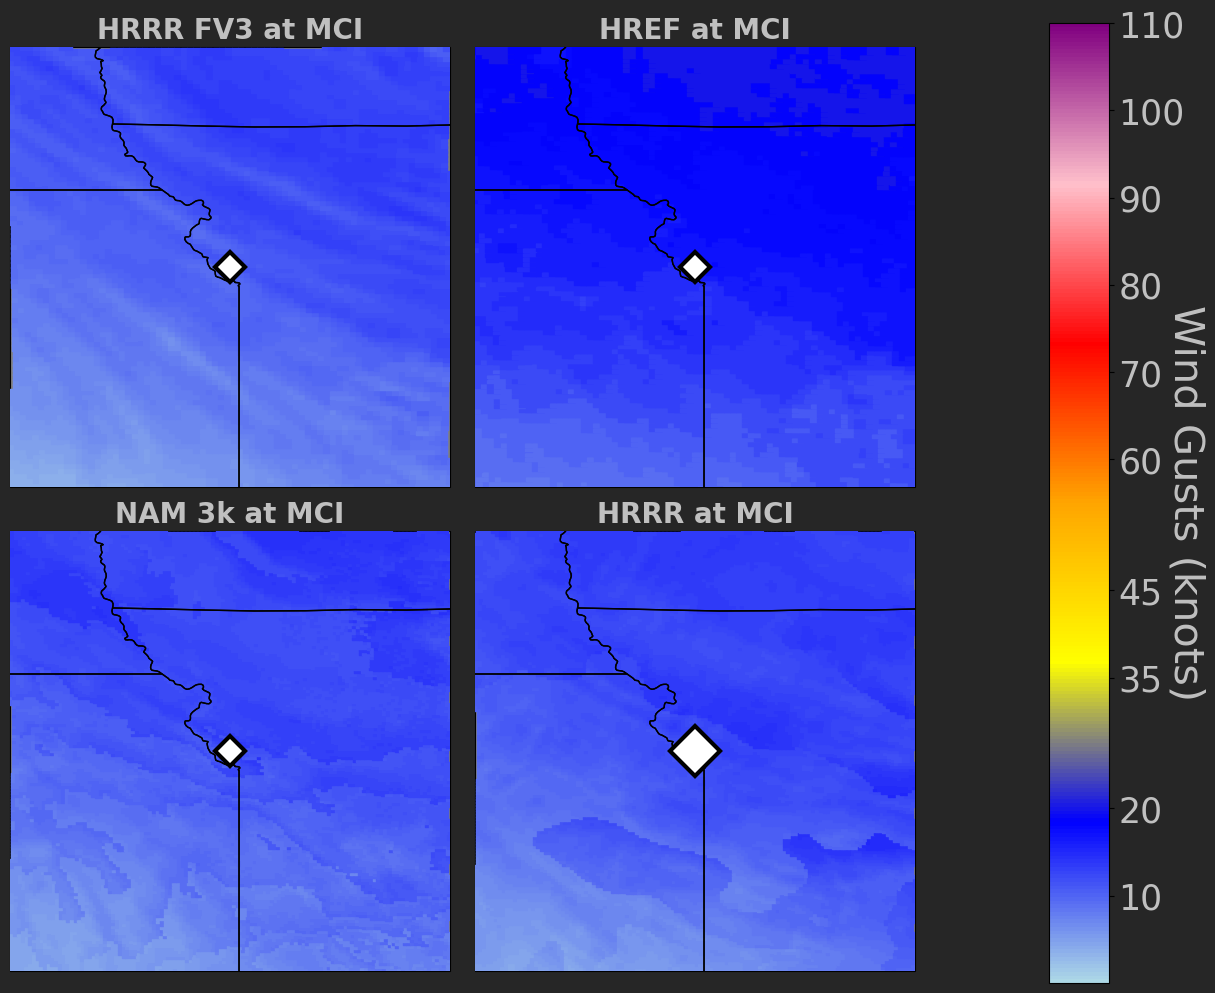 HRRR FV3 at MCI
HREF at MCI
NAM 3k at MCI
HRRR at MCI
110
100
90
80
70
60
45
35
20
10
Wind Gusts (knots)